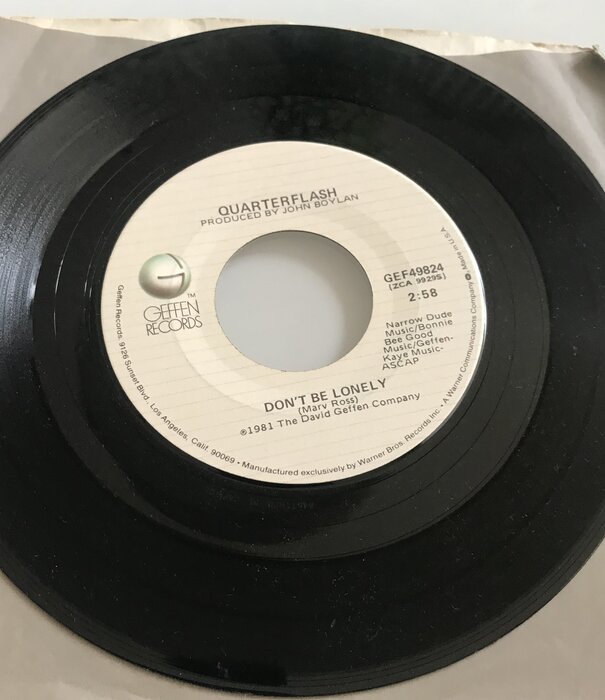 QUARTERFLASH
PRODUCED BY JOHN BOYLAN
™
GEFFEN
RECORDS
GEF49824
(ZCA 9929S)
2:58
Narrow Dude
Music/Bonnie
Bee Good
Music/Geffen-
Kaye Music-
ASCAP
DON'T BE LONELY
(Marv Ross)
℗1981 The David Geffen Company
Geffen Records, 9126 Sunset Blvd., Los Angeles, Calif. 90069 • Manufactured exclusively by Warner Bros. Records Inc. • A Warner Communications Company Made in U.S.A.